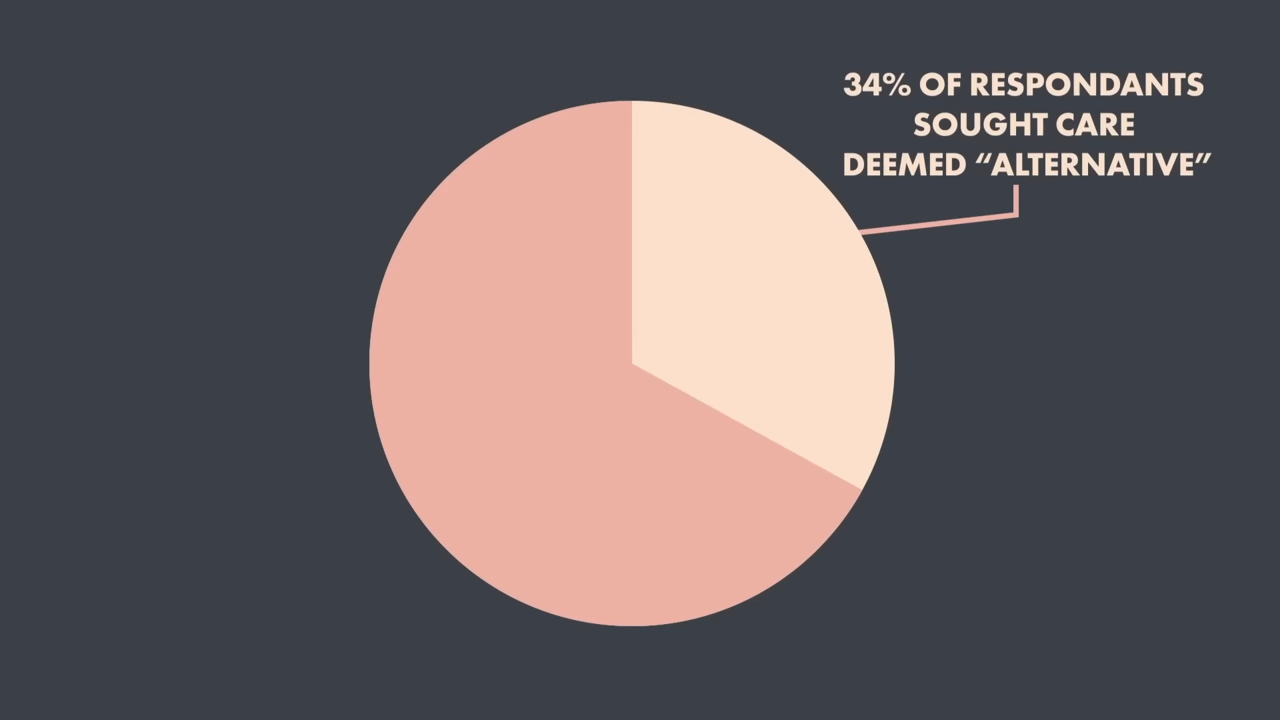 34% OF RESPONDANTS
SOUGHT CARE
DEEMED “ALTERNATIVE”